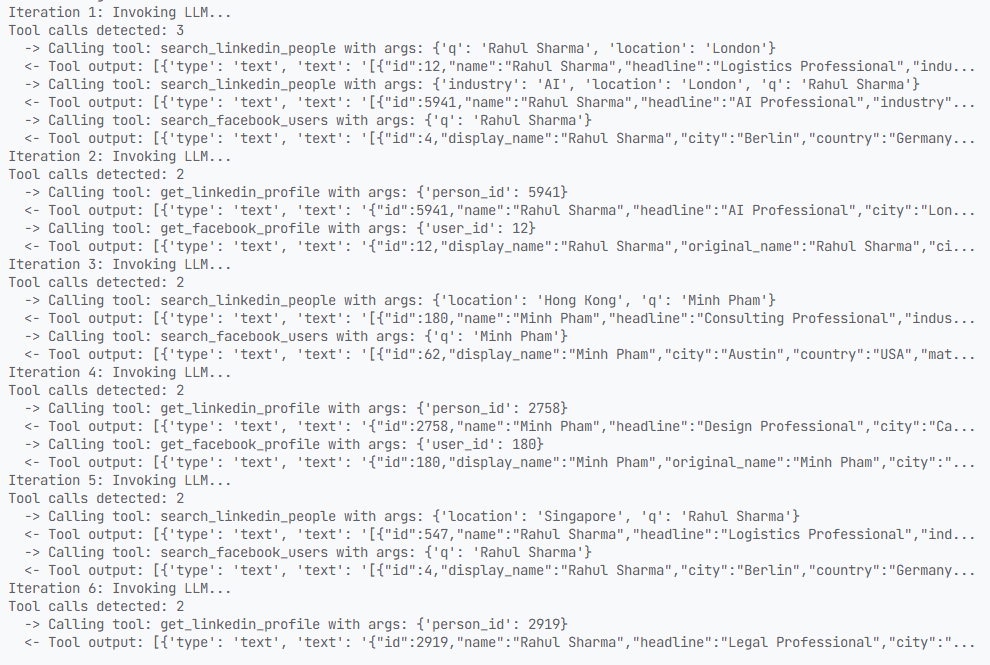 Iteration 1: Invoking LLM...
Tool calls detected: 3
  -> Calling tool: search_linkedin_people with args: {'q': 'Rahul Sharma', 'location': 'London'}
  <- Tool output: [{'type': 'text', 'text': '[{"id":12,"name":"Rahul Sharma","headline":"Logistics Professional","indu...
  -> Calling tool: search_linkedin_people with args: {'industry': 'AI', 'location': 'London', 'q': 'Rahul Sharma'}
  <- Tool output: [{'type': 'text', 'text': '[{"id":5941,"name":"Rahul Sharma","headline":"AI Professional","industry"...
  -> Calling tool: search_facebook_users with args: {'q': 'Rahul Sharma'}
  <- Tool output: [{'type': 'text', 'text': '[{"id":4,"display_name":"Rahul Sharma","city":"Berlin","country":"Germany...
Iteration 2: Invoking LLM...
Tool calls detected: 2
  -> Calling tool: get_linkedin_profile with args: {'person_id': 5941}
  <- Tool output: [{'type': 'text', 'text': '{"id":5941,"name":"Rahul Sharma","headline":"AI Professional","city":"Lon...
  -> Calling tool: get_facebook_profile with args: {'user_id': 12}
  <- Tool output: [{'type': 'text', 'text': '{"id":12,"display_name":"Rahul Sharma","original_name":"Rahul Sharma","ci...
Iteration 3: Invoking LLM...
Tool calls detected: 2
  -> Calling tool: search_linkedin_people with args: {'location': 'Hong Kong', 'q': 'Minh Pham'}
  <- Tool output: [{'type': 'text', 'text': '[{"id":180,"name":"Minh Pham","headline":"Consulting Professional","indus...
  -> Calling tool: search_facebook_users with args: {'q': 'Minh Pham'}
  <- Tool output: [{'type': 'text', 'text': '[{"id":62,"display_name":"Minh Pham","city":"Austin","country":"USA","mat...
Iteration 4: Invoking LLM...
Tool calls detected: 2
  -> Calling tool: get_linkedin_profile with args: {'person_id': 2758}
  <- Tool output: [{'type': 'text', 'text': '{"id":2758,"name":"Minh Pham","headline":"Design Professional","city":"Ca...
  -> Calling tool: get_facebook_profile with args: {'user_id': 180}
  <- Tool output: [{'type': 'text', 'text': '{"id":180,"display_name":"Minh Pham","original_name":"Minh Pham","city":"...
Iteration 5: Invoking LLM...
Tool calls detected: 2
  -> Calling tool: search_linkedin_people with args: {'location': 'Singapore', 'q': 'Rahul Sharma'}
  <- Tool output: [{'type': 'text', 'text': '[{"id":547,"name":"Rahul Sharma","headline":"Logistics Professional","ind...
  -> Calling tool: search_facebook_users with args: {'q': 'Rahul Sharma'}
  <- Tool output: [{'type': 'text', 'text': '[{"id":4,"display_name":"Rahul Sharma","city":"Berlin","country":"Germany...
Iteration 6: Invoking LLM...
Tool calls detected: 2
  -> Calling tool: get_linkedin_profile with args: {'person_id': 2919}
  <- Tool output: [{'type': 'text', 'text': '{"id":2919,"name":"Rahul Sharma","headline":"Legal Professional","city":"...